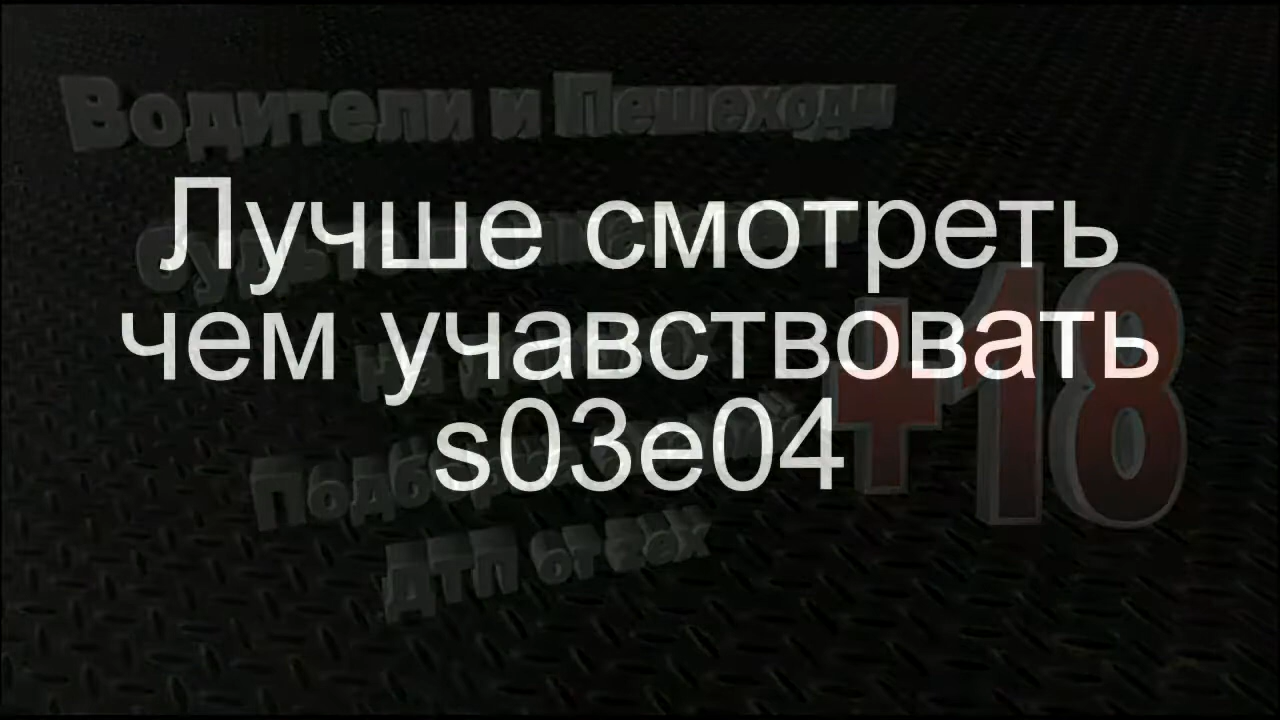 Водители и Пешеходы
Лучше смотреть
чем учавствовать
+18
s03e04
ДТП от